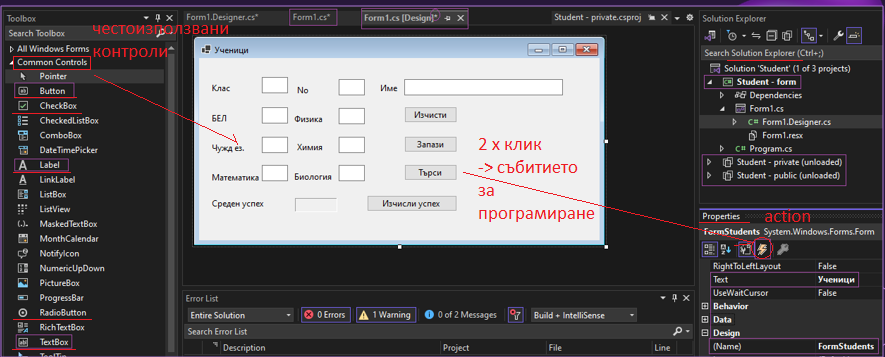 Toolbox
Search Toolbox
All Windows Forms
Common Controls
Pointer
Button
CheckBox
CheckedListBox
ComboBox
DateTimePicker
Label
LinkLabel
ListBox
ListView
MaskedTextBox
MonthCalendar
NotifyIcon
NumericUpDown
PictureBox
ProgressBar
RadioButton
RichTextBox
TextBox
ToolTip
честоизползвани
контроли
Form1.Designer.cs*
Form1.cs*
Form1.cs [Design]*
Student - private.csproj
Ученици
Клас
No
Име
БЕЛ
Физика
Изчисти
Чужд ез.
Химия
Запази
Математика
Биология
Търси
Среден успех
Изчисли успех
2 x клик
-> събитието
за
програмиране
Error List
Entire Solution
0 Errors
1 Warning
0 of 2 Messages
Build + IntelliSense
Search Error List
Description
Project
File
Line
Solution Explorer
Search Solution Explorer (Ctrl+;)
Solution 'Student' (1 of 3 projects)
Student - form
Dependencies
Form1.cs
Form1.Designer.cs
Form1.resx
Program.cs
Student - private (unloaded)
Student - public (unloaded)
Properties
action
FormStudents System.Windows.Forms.Form
RightToLeftLayout False
Text Ученици
UseWaitCursor False
Behavior
Data
Design
(Name) FormStudents